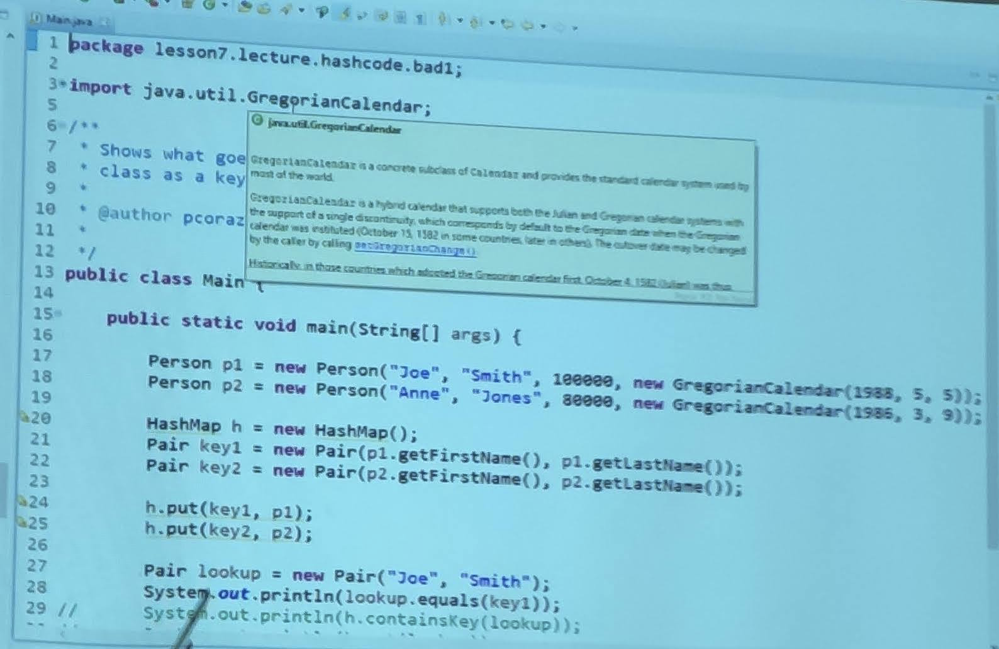 Main.java
1 package lesson7.lecture.hashcode.bad1;
2
3 import java.util.GregorianCalendar;
5
java.util.GregorianCalendar
6 /**
7 * Shows what goe
GregorianCalendar is a concrete subclass of Calendar and provides the standard calendar system used by
8 * class as a key
most of the world.
9 *
GregorianCalendar is a hybrid calendar that supports both the Julian and Gregorian calendar systems with
10 * @author pcoraz
the support of a single discontinuity, which corresponds by default to the Gregorian date when the Gregorian
11 *
calendar was instituted (October 15, 1582 in some countries, later in others). The cutover date may be changed
12 */
by the caller by calling setGregorianChange().
Historically, in those countries which adopted the Gregorian calendar first, October 4, 1582 (Julian) was thus
13 public class Main {
14
15 public static void main(String[] args) {
16
17 Person p1 = new Person("Joe", "Smith", 100000, new GregorianCalendar(1988, 5, 5));
18 Person p2 = new Person("Anne", "Jones", 80000, new GregorianCalendar(1986, 3, 9));
19
20 HashMap h = new HashMap();
21 Pair key1 = new Pair(p1.getFirstName(), p1.getLastName());
22 Pair key2 = new Pair(p2.getFirstName(), p2.getLastName());
23
24 h.put(key1, p1);
25 h.put(key2, p2);
26
27 Pair lookup = new Pair("Joe", "Smith");
28 System.out.println(lookup.equals(key1));
29 // System.out.println(h.containsKey(lookup));